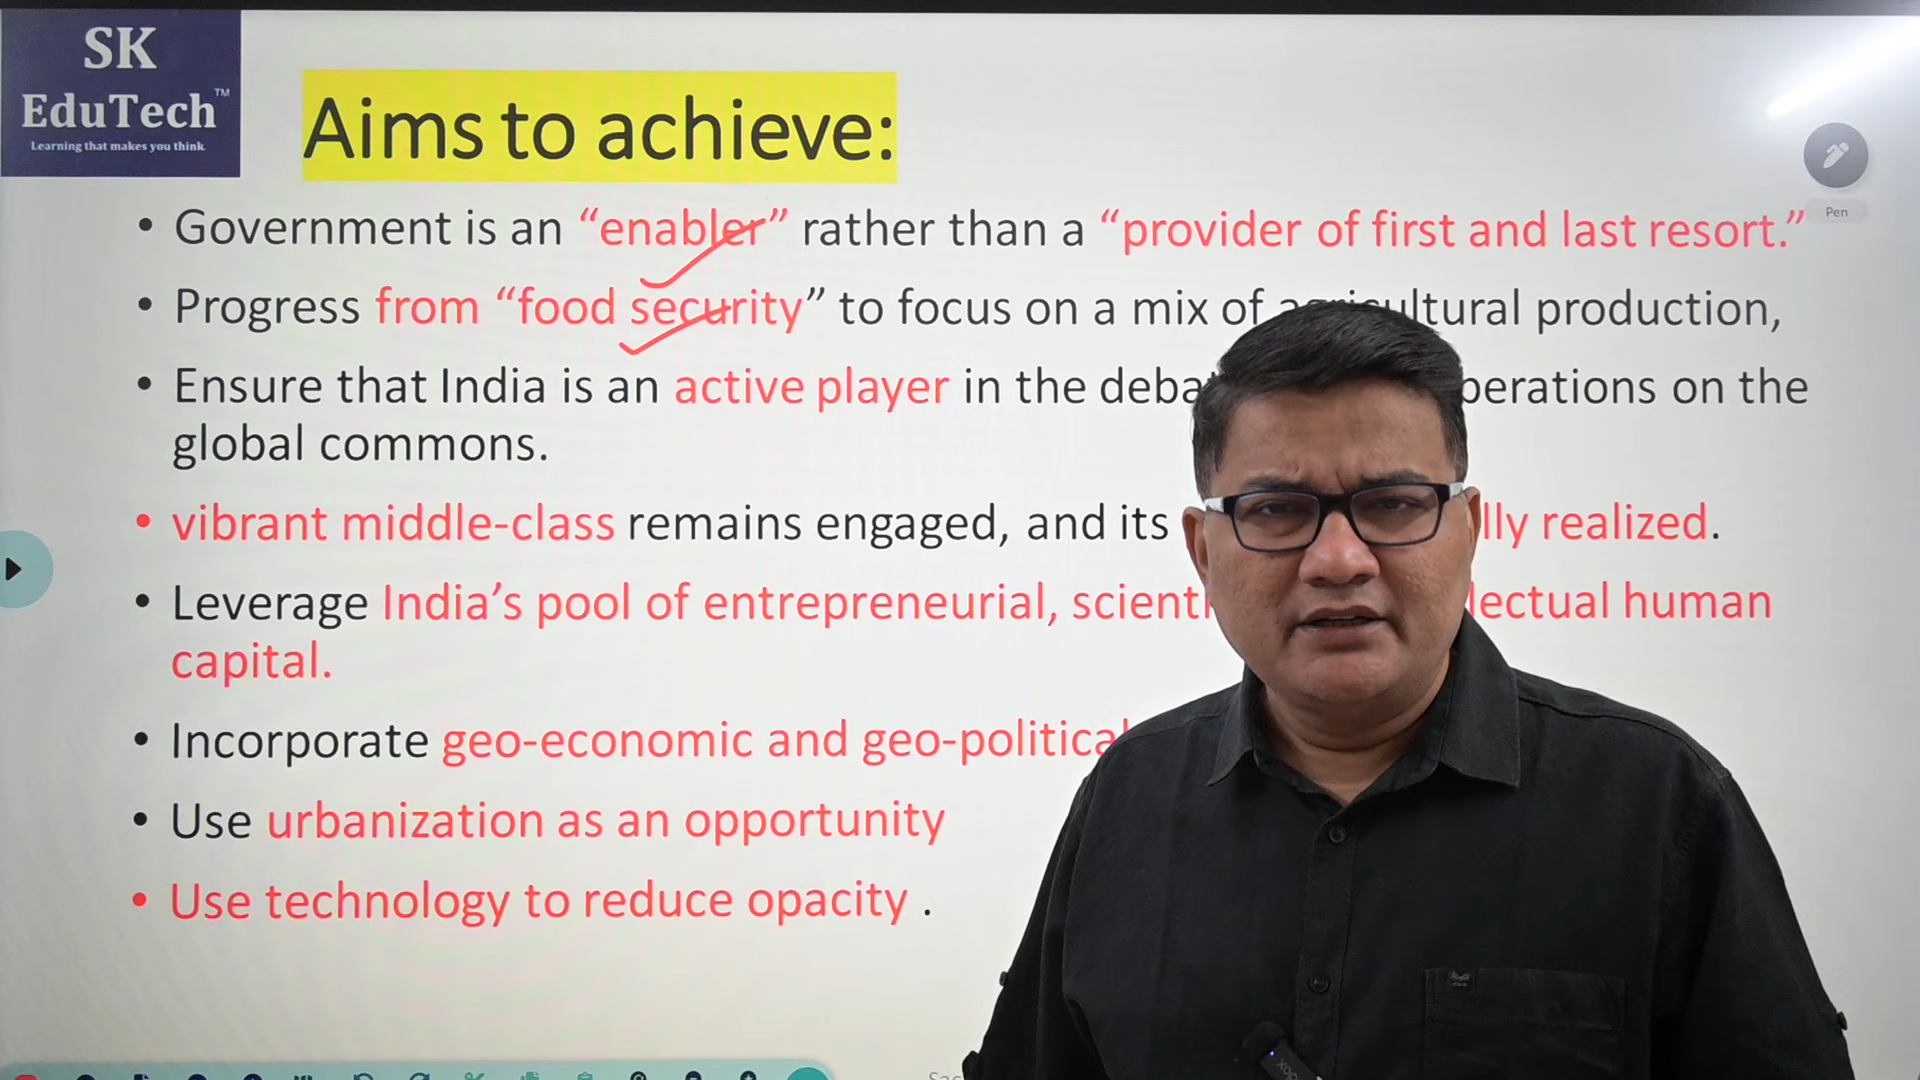 SK
EduTech™
Learning that makes you think.
Aims to achieve:
Pen
• Government is an “enabler” rather than a “provider of first and last resort.”
• Progress from “food security” to focus on a mix of agricultural production,
• Ensure that India is an active player in the deba perations on the
global commons.
• vibrant middle-class remains engaged, and its lly realized.
• Leverage India’s pool of entrepreneurial, scient lectual human
capital.
• Incorporate geo-economic and geo-political
• Use urbanization as an opportunity
• Use technology to reduce opacity .